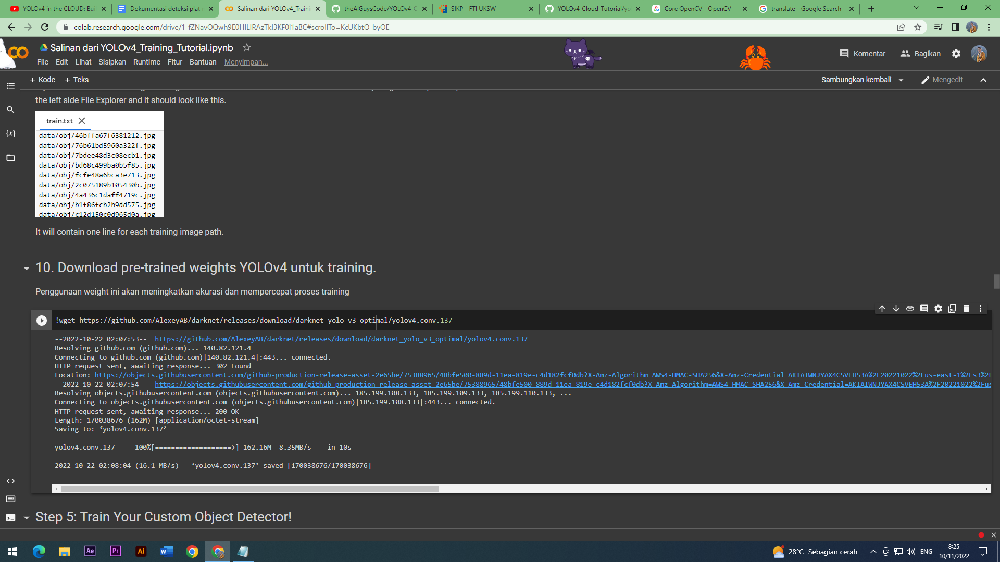 YOLOv4 in the CLOUD: Bui
Dokumentasi deteksi plat
Salinan dari YOLOv4_Traini
theAIGuysCode/YOLOv4-C
SIKP - FTI UKSW
YOLOv4-Cloud-Tutorial/yo
Core OpenCV - OpenCV
translate - Google Search
colab.research.google.com/drive/1-fZNavOQwh9E0HILIRAzTkI3KF0I1aBC#scrollTo=KcUKbtO-byOE
Salinan dari YOLOv4_Training_Tutorial.ipynb
Komentar
Bagikan
File Edit Lihat Sisipkan Runtime Fitur Bantuan Menyimpan...
+ Kode + Teks
Sambungkan kembali
Mengedit
the left side File Explorer and it should look like this.
train.txt
data/obj/46bffa67f6381212.jpg
data/obj/76b61bd5960a322f.jpg
data/obj/7bdee48d3c08ecb1.jpg
data/obj/bd68c499ba0b5f85.jpg
data/obj/fcfe48a6bca3e713.jpg
data/obj/2c075189b105430b.jpg
data/obj/4a436c1daff4719c.jpg
data/obj/b1f86fcb2b9dd575.jpg
data/obj/c12d150c0d965d0a.jpg
It will contain one line for each training image path.
10. Download pre-trained weights YOLOv4 untuk training.
Penggunaan weight ini akan meningkatkan akurasi dan mempercepat proses training
!wget https://github.com/AlexeyAB/darknet/releases/download/darknet_yolo_v3_optimal/yolov4.conv.137
--2022-10-22 02:07:53-- https://github.com/AlexeyAB/darknet/releases/download/darknet_yolo_v3_optimal/yolov4.conv.137
Resolving github.com (github.com)... 140.82.121.4
Connecting to github.com (github.com)|140.82.121.4|:443... connected.
HTTP request sent, awaiting response... 302 Found
Location: https://objects.githubusercontent.com/github-production-release-asset-2e65be/75388965/48bfe500-889d-11ea-819e-c4d182fcf0db?X-Amz-Algorithm=AWS4-HMAC-SHA256&X-Amz-Credential=AKIAIWNJYAX4CSVEH53A%2F20221022%2Fus-east-1%2Fs3%2F
--2022-10-22 02:07:54-- https://objects.githubusercontent.com/github-production-release-asset-2e65be/75388965/48bfe500-889d-11ea-819e-c4d182fcf0db?X-Amz-Algorithm=AWS4-HMAC-SHA256&X-Amz-Credential=AKIAIWNJYAX4CSVEH53A%2F20221022%2Fus
Resolving objects.githubusercontent.com (objects.githubusercontent.com)... 185.199.108.133, 185.199.109.133, 185.199.110.133, ...
Connecting to objects.githubusercontent.com (objects.githubusercontent.com)|185.199.108.133|:443... connected.
HTTP request sent, awaiting response... 200 OK
Length: 170038676 (162M) [application/octet-stream]
Saving to: ‘yolov4.conv.137’
yolov4.conv.137 100%[===================>] 162.16M 8.35MB/s in 10s
2022-10-22 02:08:04 (16.1 MB/s) - ‘yolov4.conv.137’ saved [170038676/170038676]
Step 5: Train Your Custom Object Detector!
28°C Sebagian cerah
ENG
8:25
10/11/2022